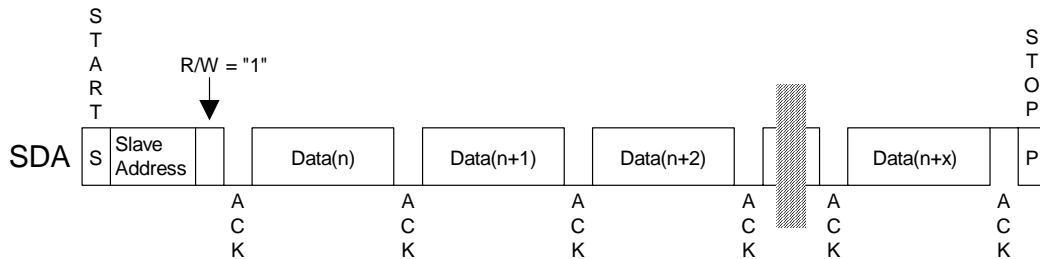 START
STOP
R/W = "1"
SDA
S
Slave
Address
Data(n)
Data(n+1)
Data(n+2)
Data(n+x)
P
ACK
ACK
ACK
ACK
ACK
ACK